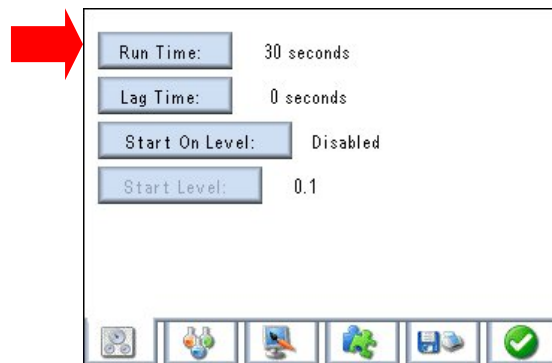 Run Time: 30 seconds
Lag Time: 0 seconds
Start On Level: Disabled
Start Level: 0.1